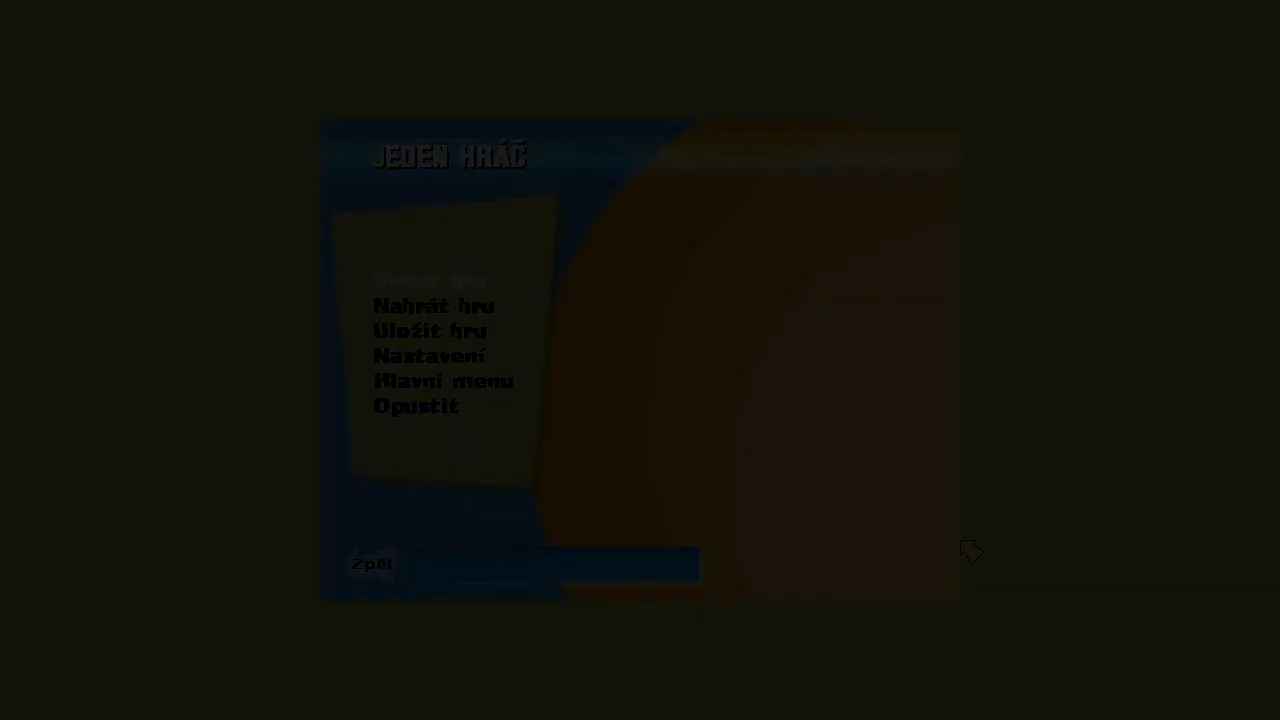 JEDEN HRÁČ
Nahrát hru
Uložit hru
Nastavení
Hlavní menu
Opustit
Zpět